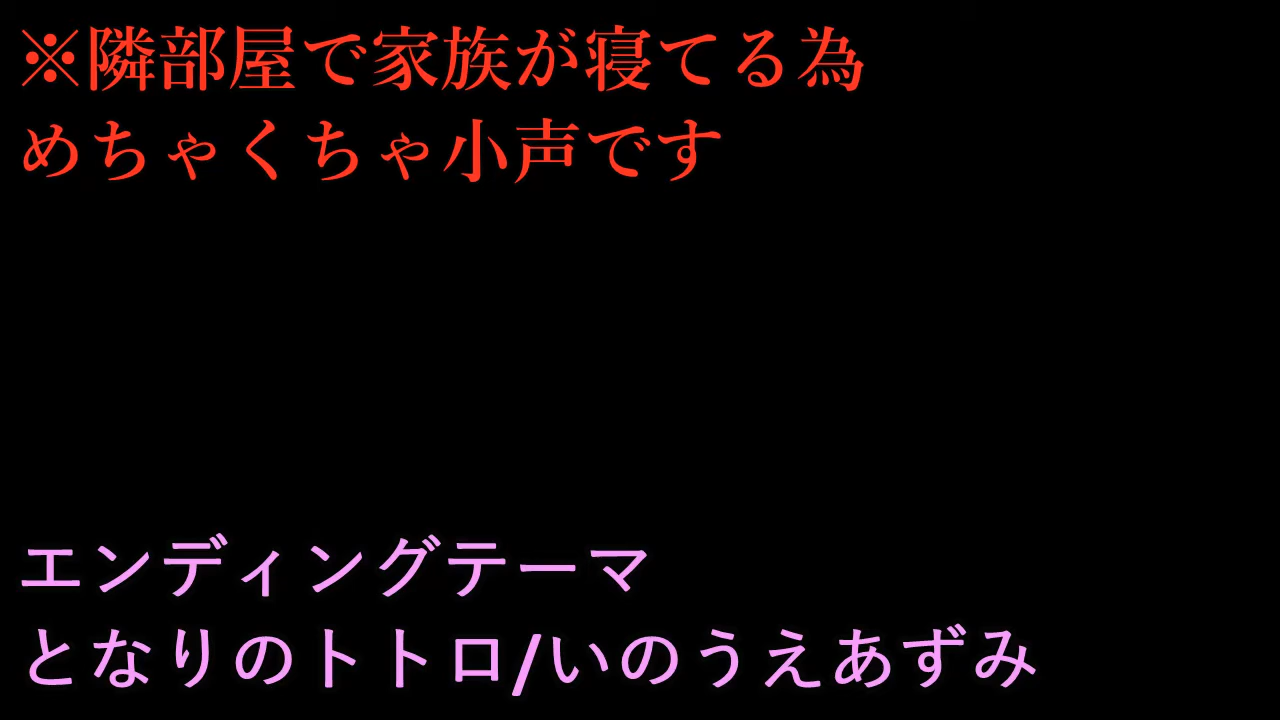 ※隣部屋で家族が寝てる為
めちゃくちゃ小声です
エンディングテーマ
となりのトトロ/いのうえあずみ